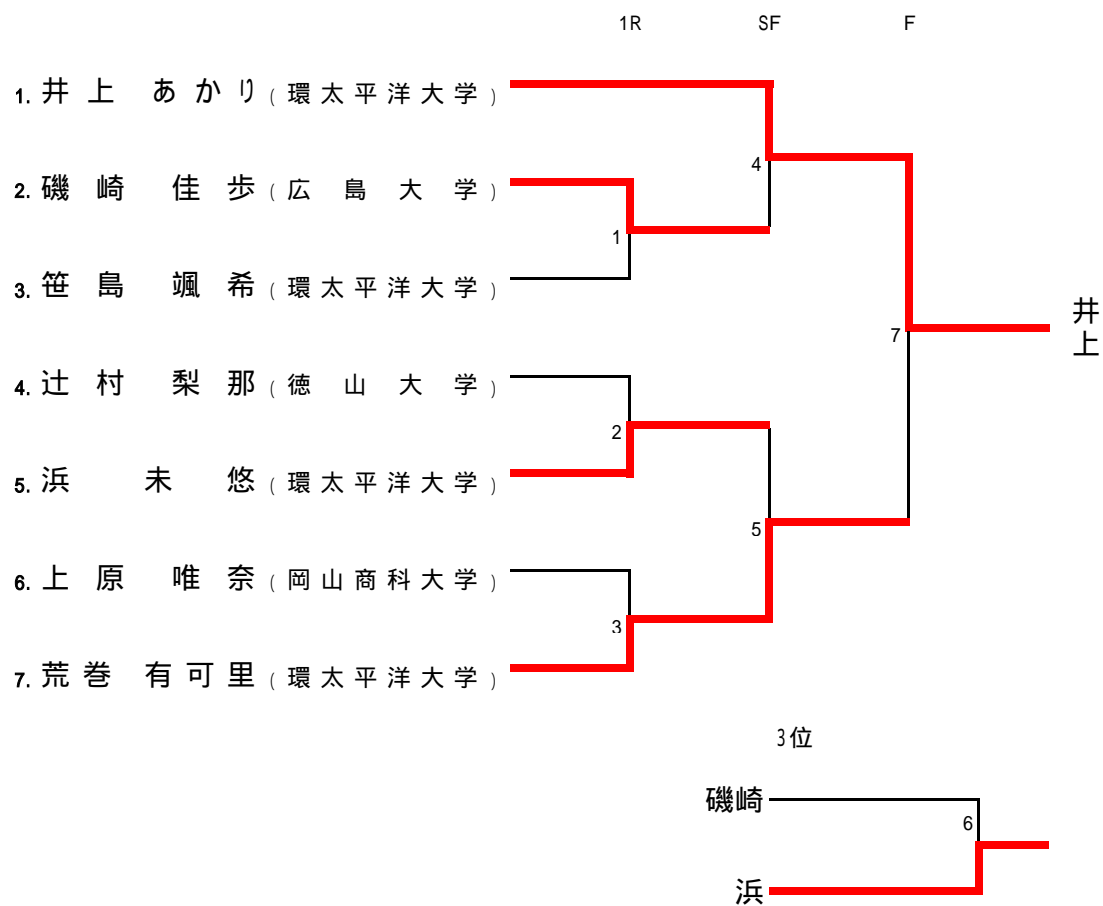 1R SF F
1. 井上 あかり (環太平洋大学)
4
2. 磯崎 佳歩 (広島大学)
1
3. 笹島 颯希 (環太平洋大学)
井上
7
4. 辻村 梨那 (徳山大学)
2
5. 浜 未悠 (環太平洋大学)
5
6. 上原 唯奈 (岡山商科大学)
3
7. 荒巻 有可里 (環太平洋大学)
3位
磯崎
6
浜